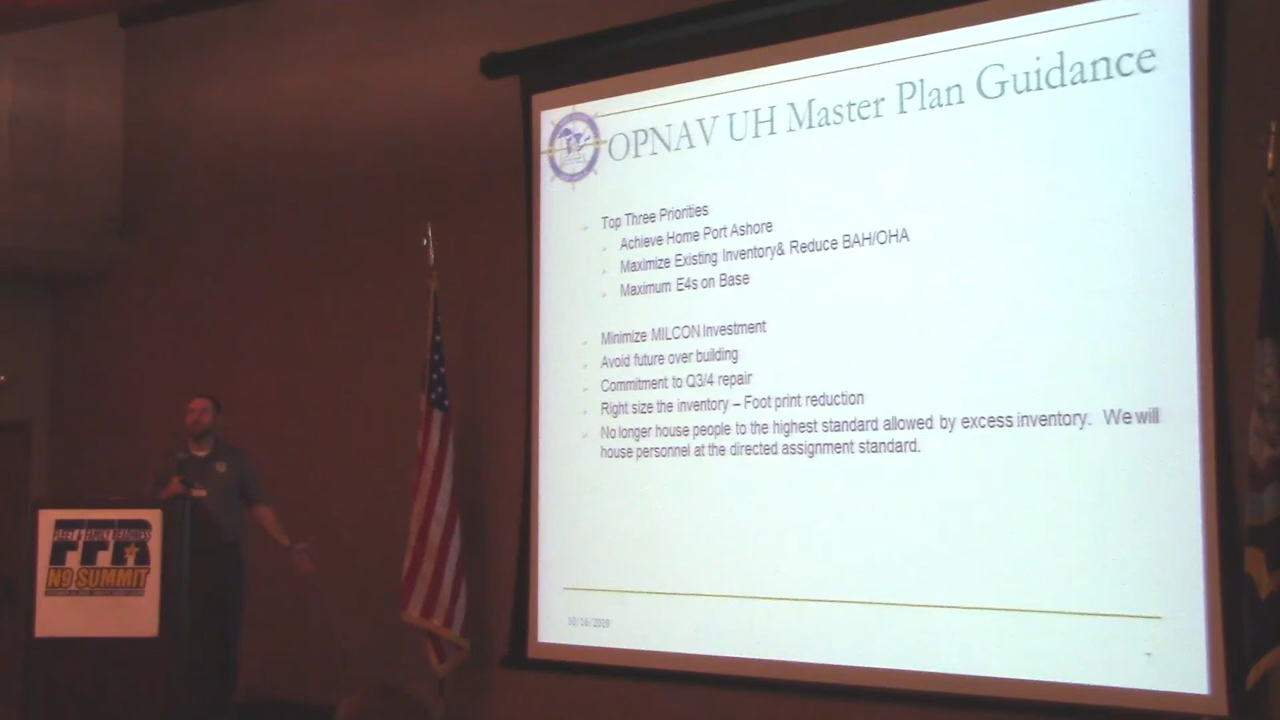 OPNAV UH Master Plan Guidance
Top Three Priorities
Achieve Home Port Ashore
Maximize Existing Inventory& Reduce BAH/OHA
Maximum E4s on Base
Minimize MILCON Investment
Avoid future over building
Commitment to Q3/4 repair
Right size the inventory – Foot print reduction
No longer house people to the highest standard allowed by excess inventory. We will
house personnel at the directed assignment standard.
FLEET & FAMILY READINESS
FFR
N9 SUMMIT